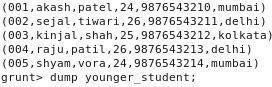 (001,akash,patel,24,9876543210,mumbai)
(002,sejal,tiwari,26,9876543211,delhi)
(003,kinjal,shah,25,9876543212,kolkata)
(004,raju,patil,26,9876543213,delhi)
(005,shyam,vora,24,9876543214,mumbai)
grunt> dump younger_student;